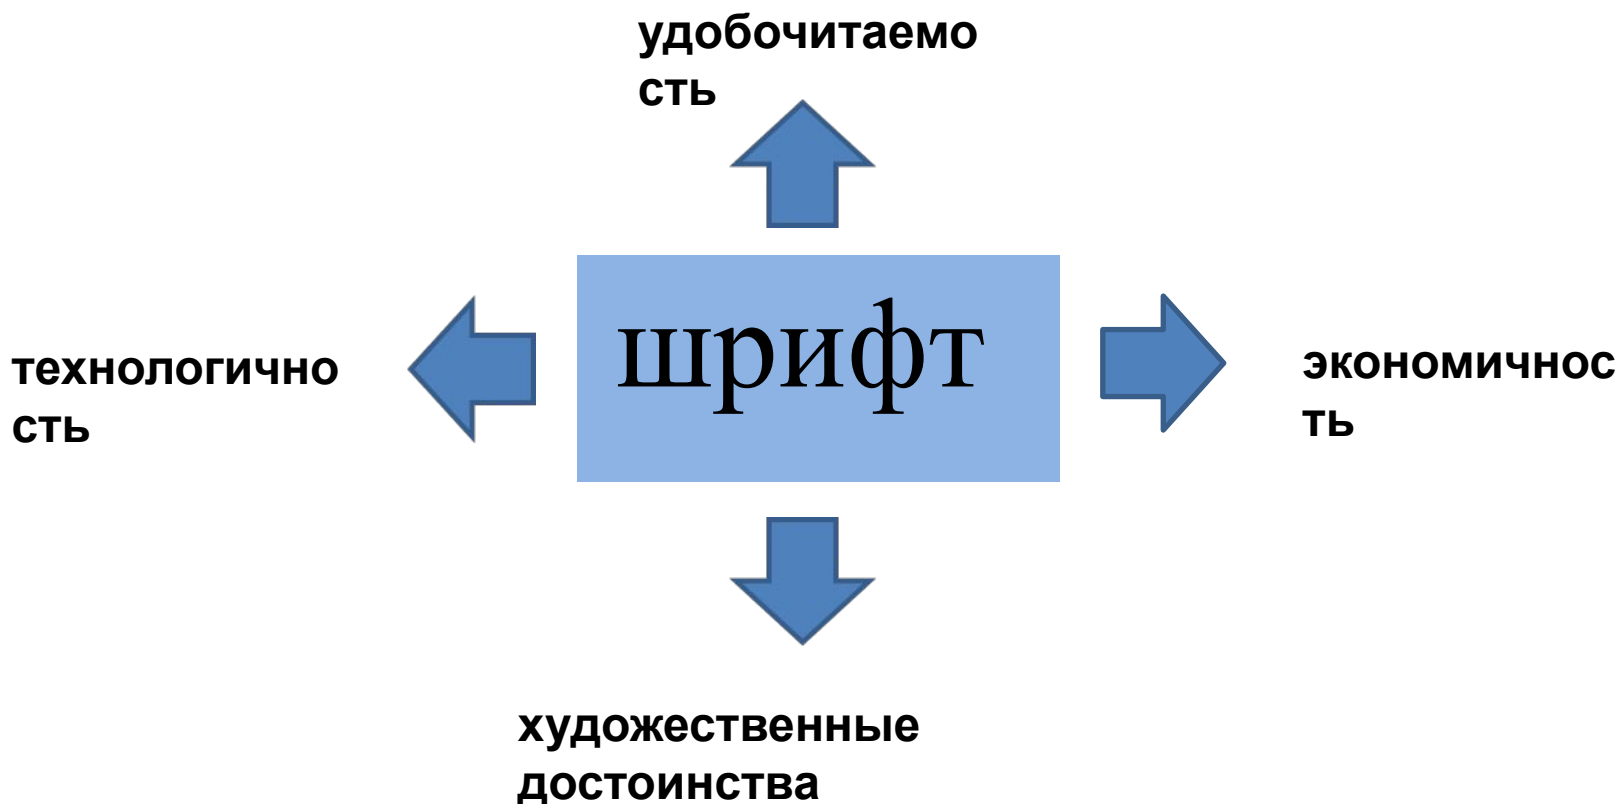 удобочитаемо
сть
шрифт
технологично
сть
экономичнос
ть
художественные
достоинства